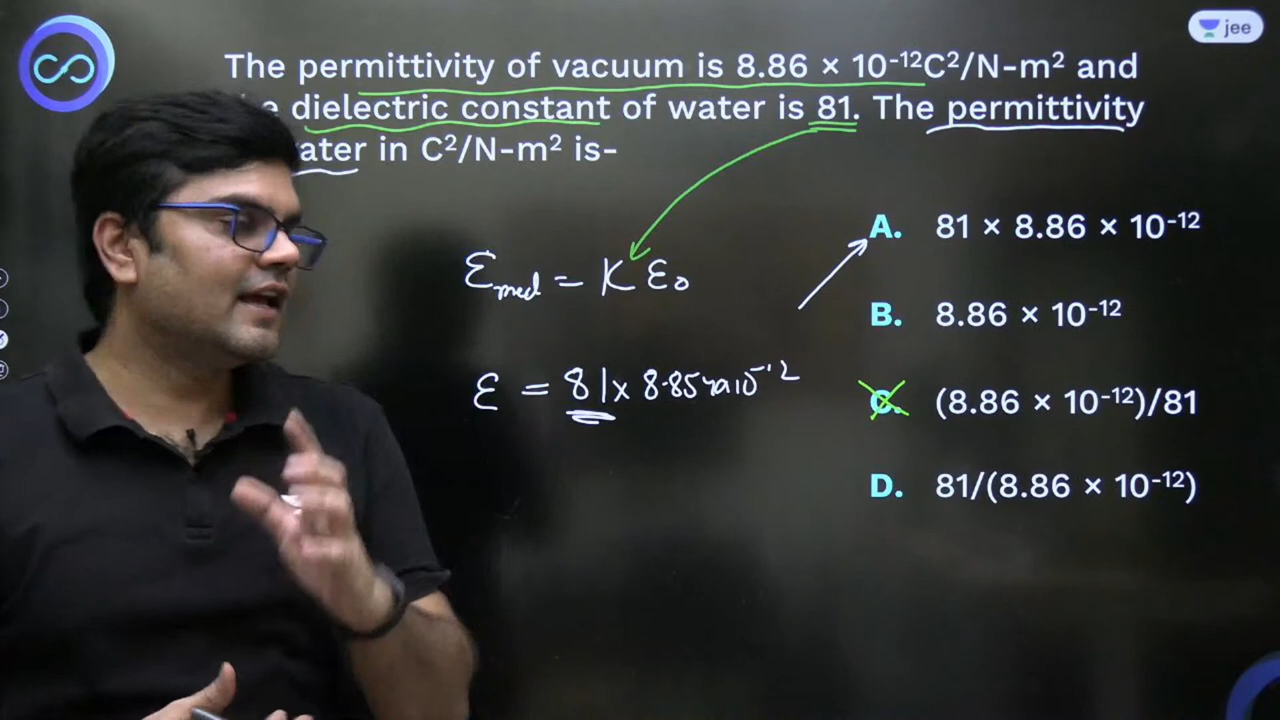 jee
The permittivity of vacuum is 8.86 × 10⁻¹²C²/N-m² and
dielectric constant of water is 81. The permittivity
in C²/N-m² is-
A. 81 × 8.86 × 10⁻¹²
εmed = K ε₀
B. 8.86 × 10⁻¹²
ε = 81 × 8.85 × 10⁻¹²
C. (8.86 × 10⁻¹²)/81
D. 81/(8.86 × 10⁻¹²)